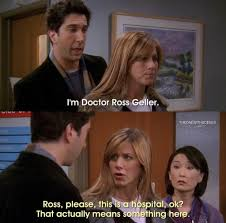 I'm Doctor Ross Geller.
Ross, please, this is a hospital, ok?
That actually means something here.